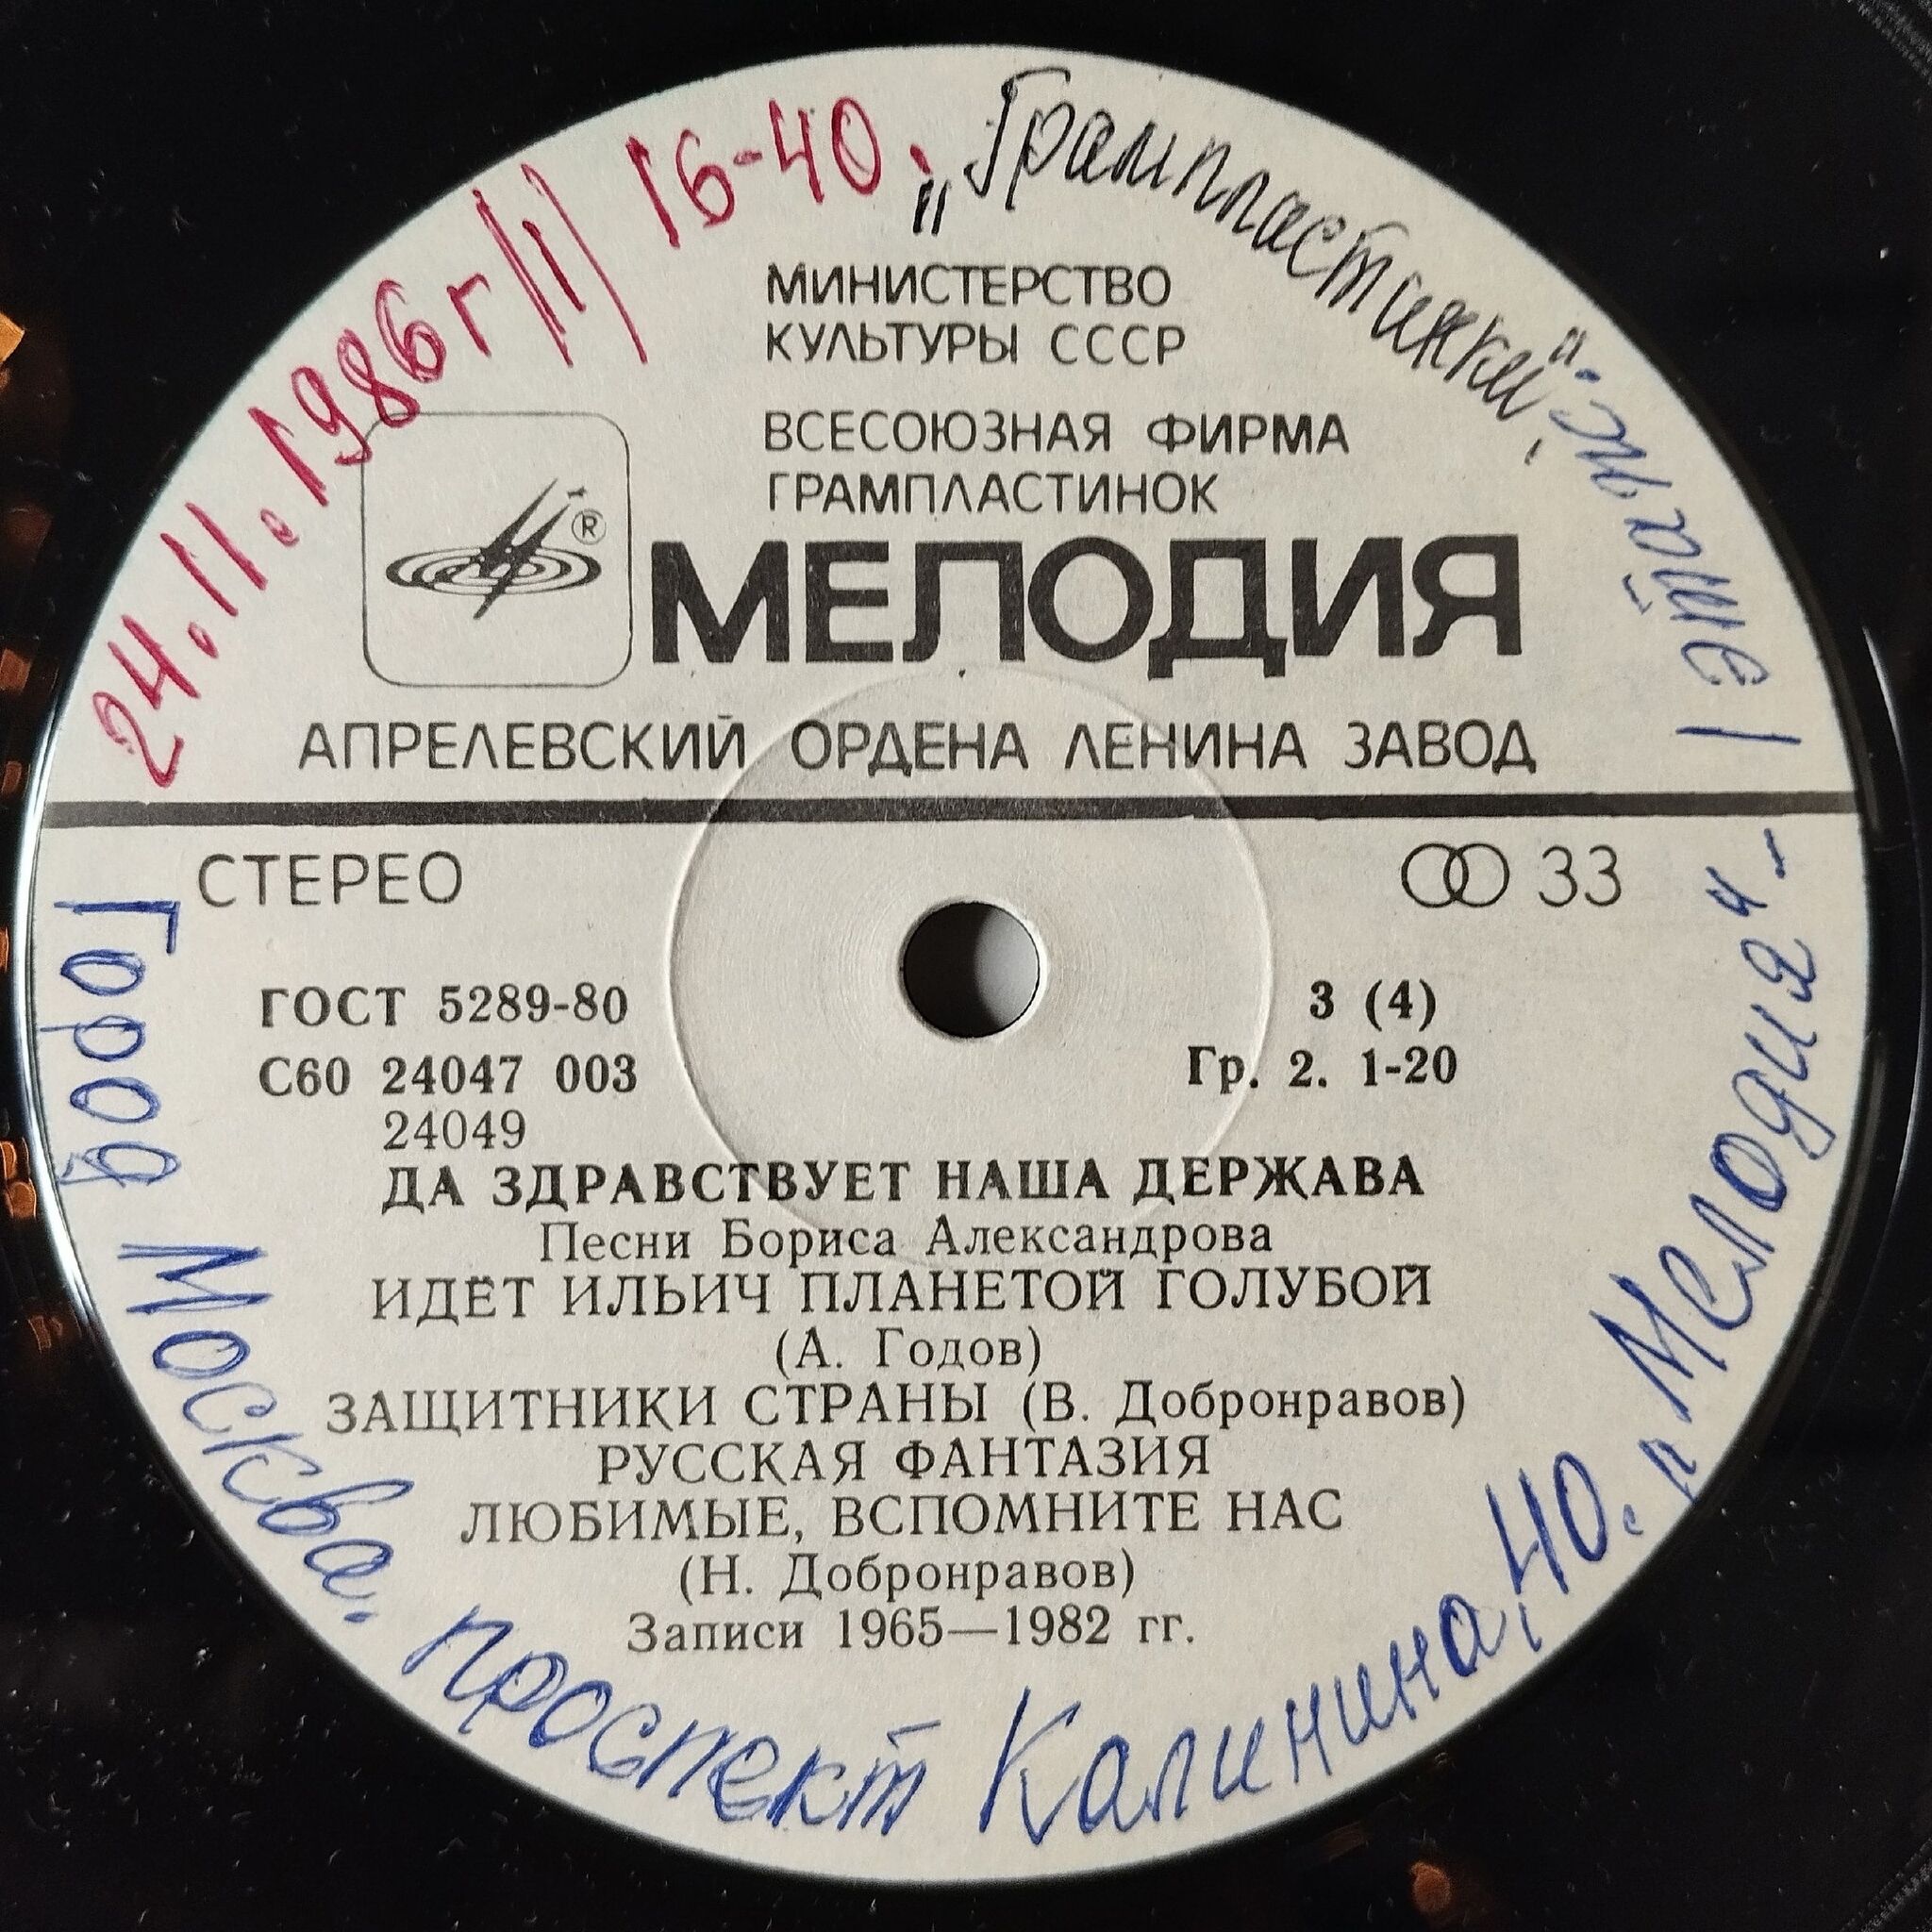 24.11.1986 г /1/ 16-40.
„Грампластинки“.
МИНИСТЕРСТВО
КУЛЬТУРЫ СССР
ВСЕСОЮЗНАЯ ФИРМА
ГРАМПЛАСТИНОК
®
МЕЛОДИЯ
АПРЕЛЕВСКИЙ ОРДЕНА ЛЕНИНА ЗАВОД
СТЕРЕО
33
ГОСТ 5289-80
3 (4)
С60 24047 003
Гр. 2. 1-20
24049
ДА ЗДРАВСТВУЕТ НАША ДЕРЖАВА
Песни Бориса Александрова
ИДЁТ ИЛЬИЧ ПЛАНЕТОЙ ГОЛУБОЙ
(А. Годов)
ЗАЩИТНИКИ СТРАНЫ (В. Добронравов)
РУССКАЯ ФАНТАЗИЯ
ЛЮБИМЫЕ, ВСПОМНИТЕ НАС
(Н. Добронравов)
Записи 1965—1982 гг.
Город Москва. проспект Калинина, 40. „Мелодия“ -
1 Этаж